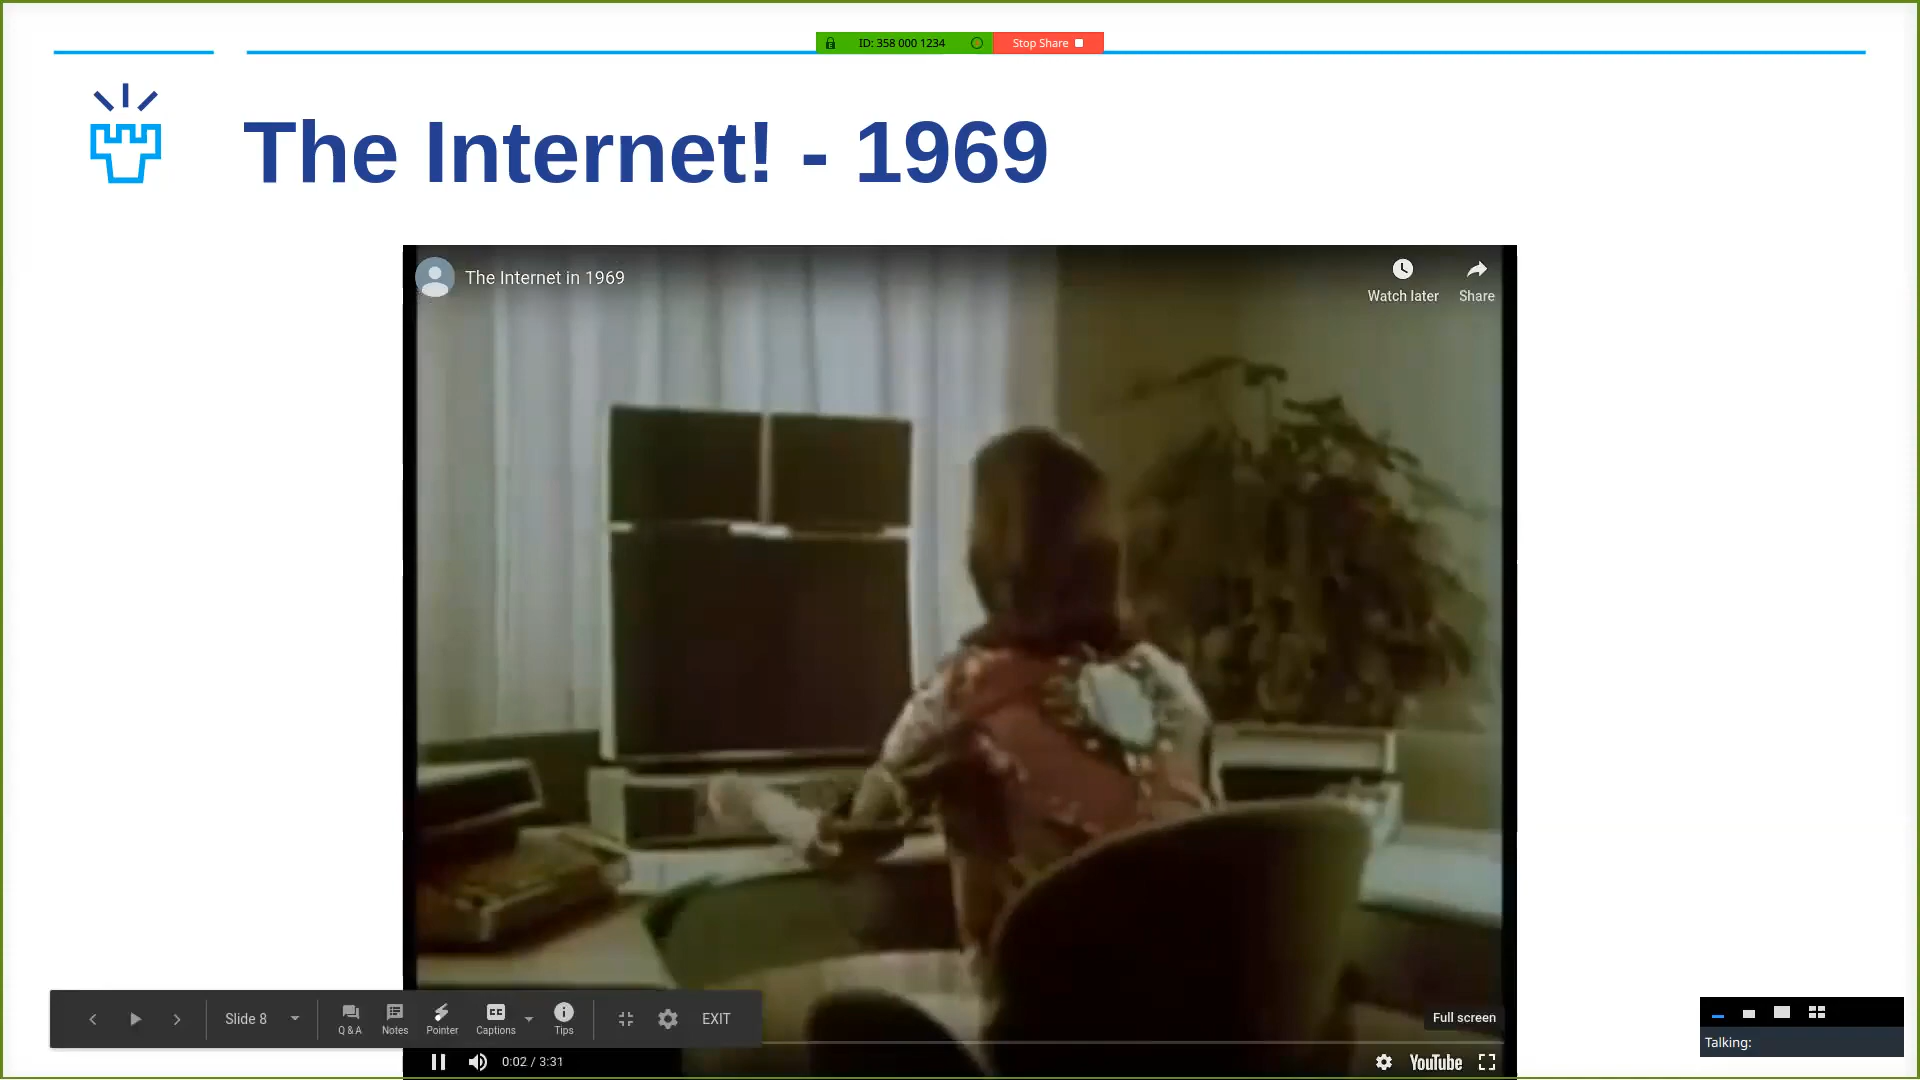 ID: 358 000 1234
Stop Share
The Internet! - 1969
The Internet in 1969
Watch later
Share
Full screen
Slide 8
Q & A
Notes
Pointer
Captions
Tips
EXIT
0:02 / 3:31
YouTube
Talking: